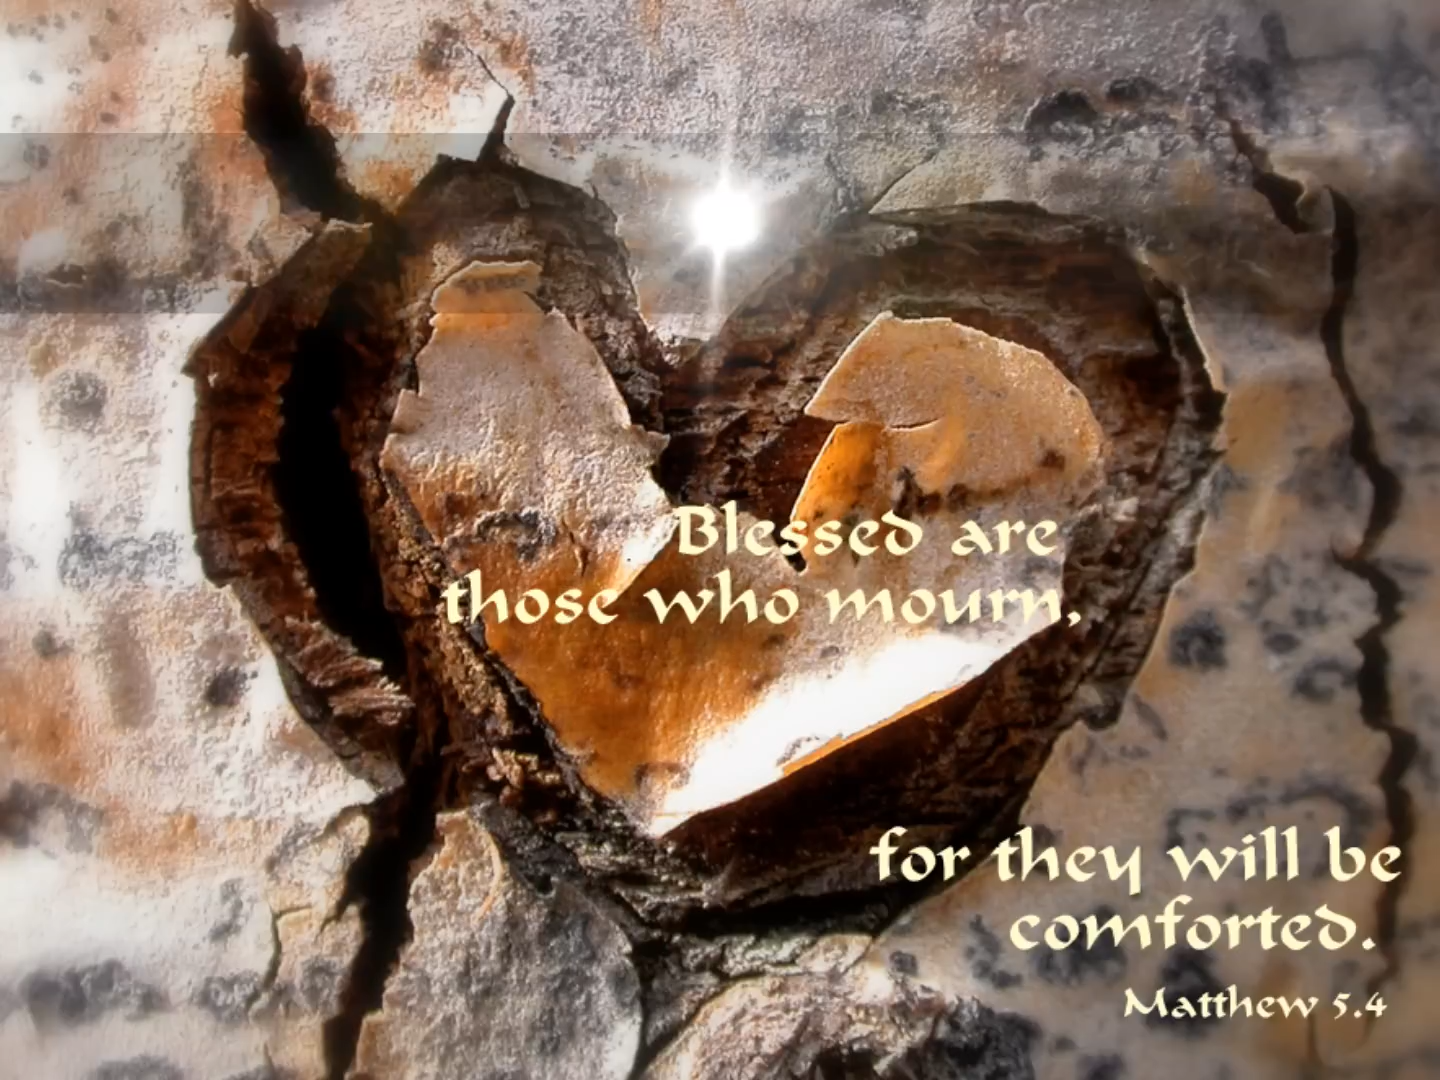 Blessed are
those who mourn,
for they will be
comforted.
Matthew 5.4